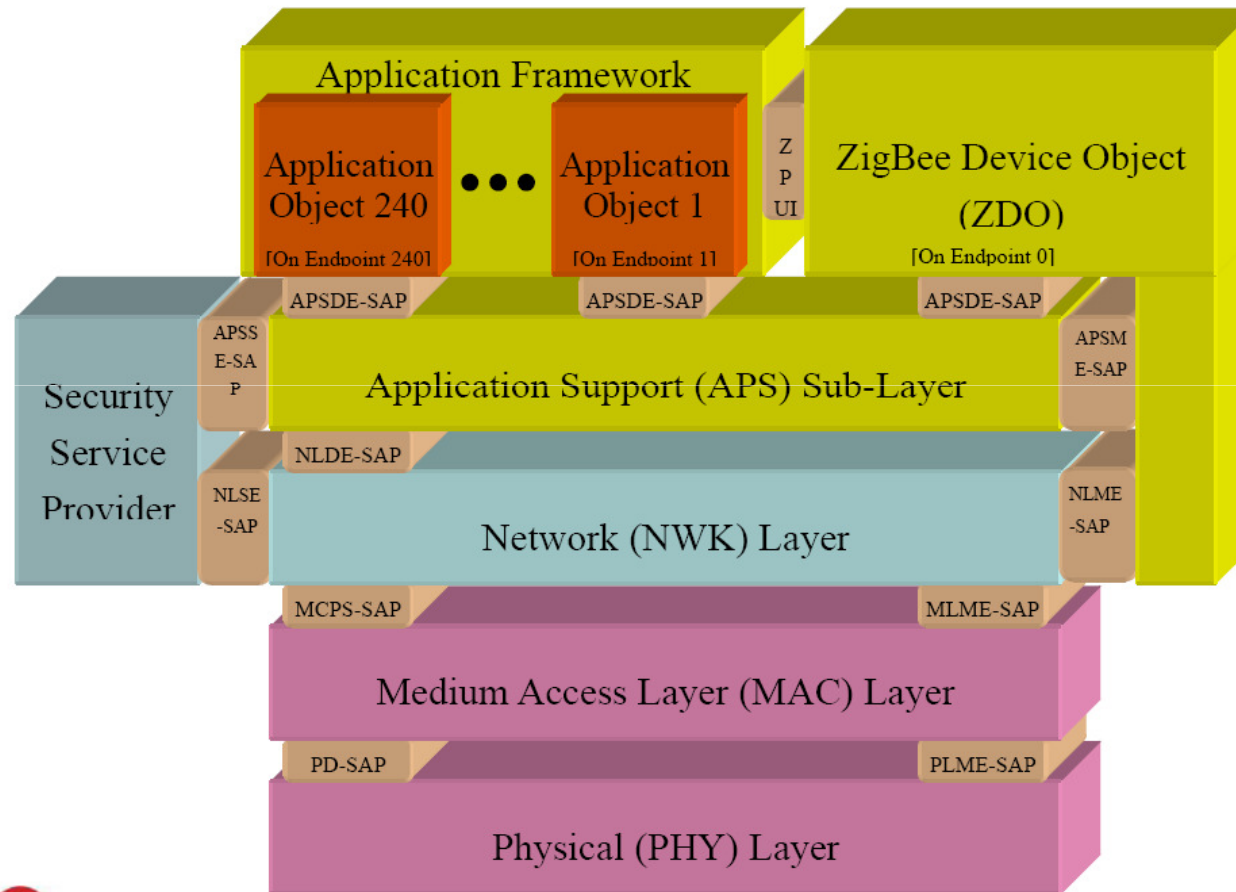 Application Framework
Application
Object 240
[On Endpoint 240]
Application
Object 1
[On Endpoint 1]
Z
P
UI
ZigBee Device Object
(ZDO)
[On Endpoint 0]
APSDE-SAP
APSDE-SAP
APSDE-SAP
Security
Service
Provider
APSS
E-SA
P
Application Support (APS) Sub-Layer
APSM
E-SAP
NLDE-SAP
NLSE
-SAP
Network (NWK) Layer
NLME
-SAP
MCPS-SAP
MLME-SAP
Medium Access Layer (MAC) Layer
PD-SAP
PLME-SAP
Physical (PHY) Layer